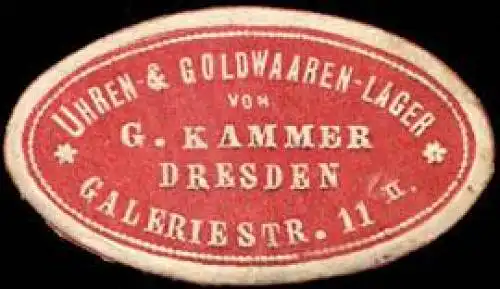 UHREN- & GOLDWAAREN-LAGER
VON
G. KAMMER
DRESDEN
GALERIESTR. 11 II.